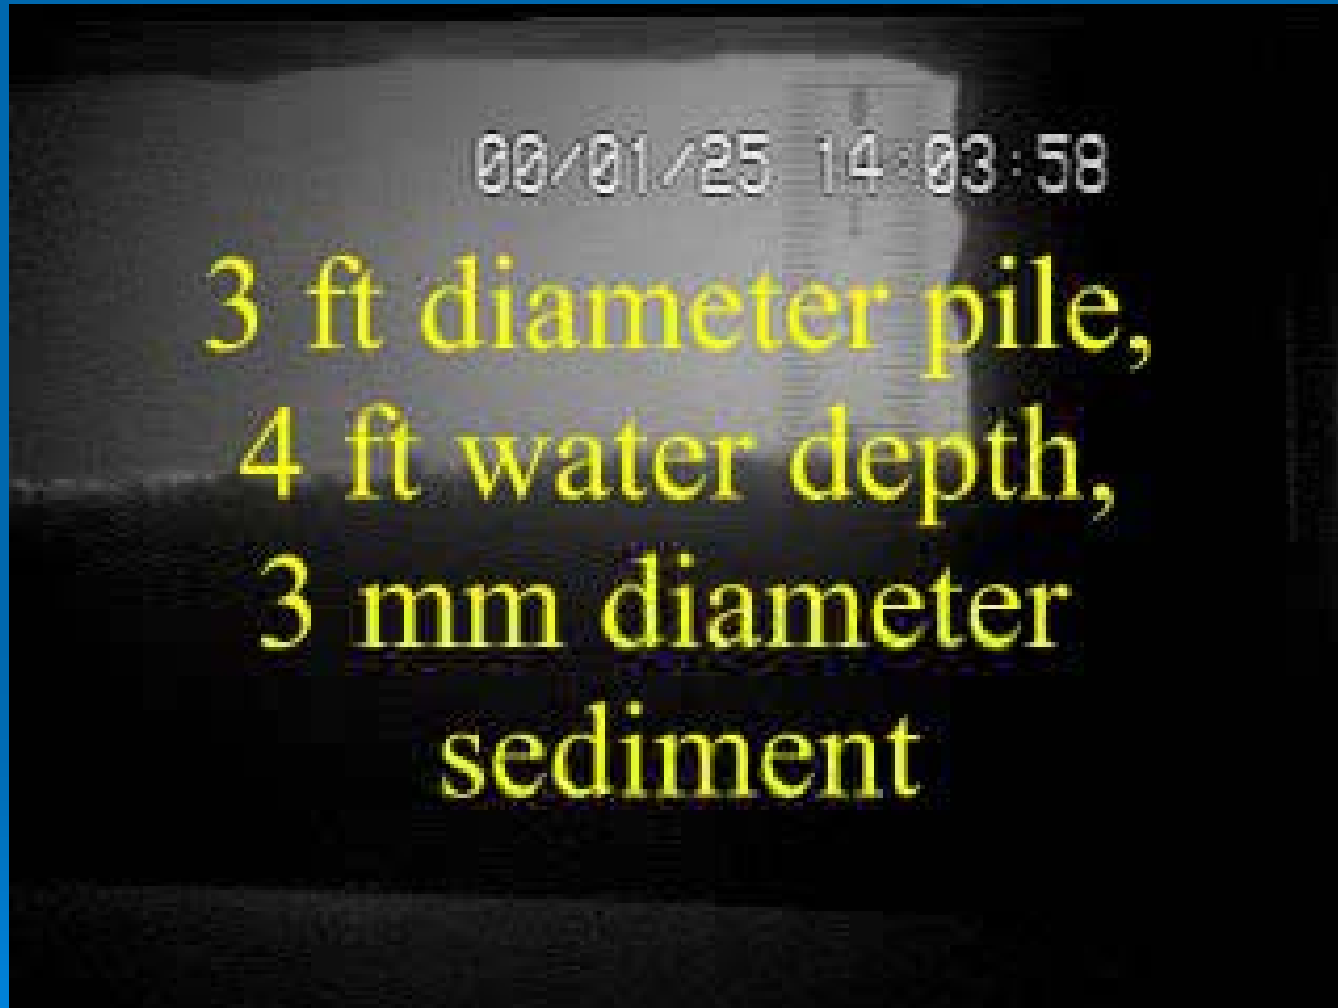 00/01/25 14:03:58
3 ft diameter pile,
4 ft water depth,
3 mm diameter
sediment